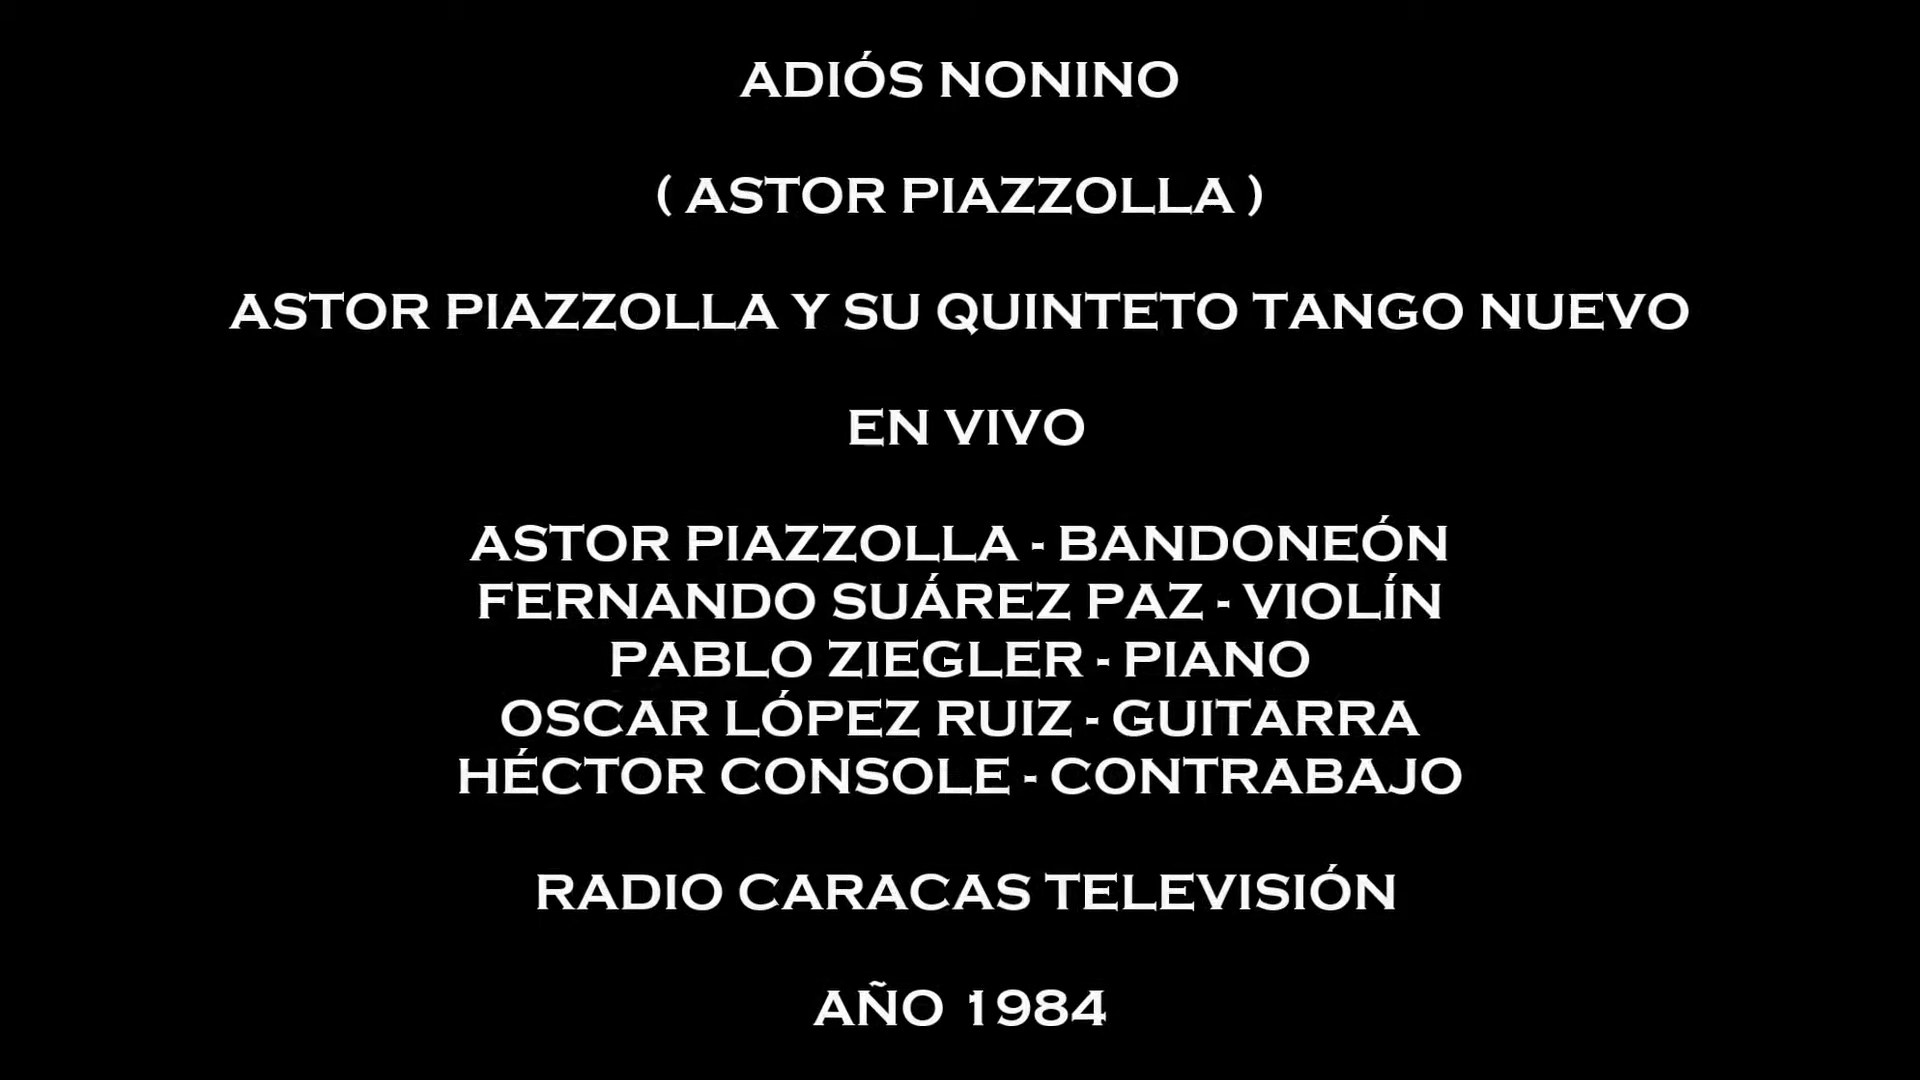 ADIÓS NONINO
( ASTOR PIAZZOLLA )
ASTOR PIAZZOLLA Y SU QUINTETO TANGO NUEVO
EN VIVO
ASTOR PIAZZOLLA - BANDONEÓN
FERNANDO SUÁREZ PAZ - VIOLÍN
PABLO ZIEGLER - PIANO
OSCAR LÓPEZ RUIZ - GUITARRA
HÉCTOR CONSOLE - CONTRABAJO
RADIO CARACAS TELEVISIÓN
AÑO 1984